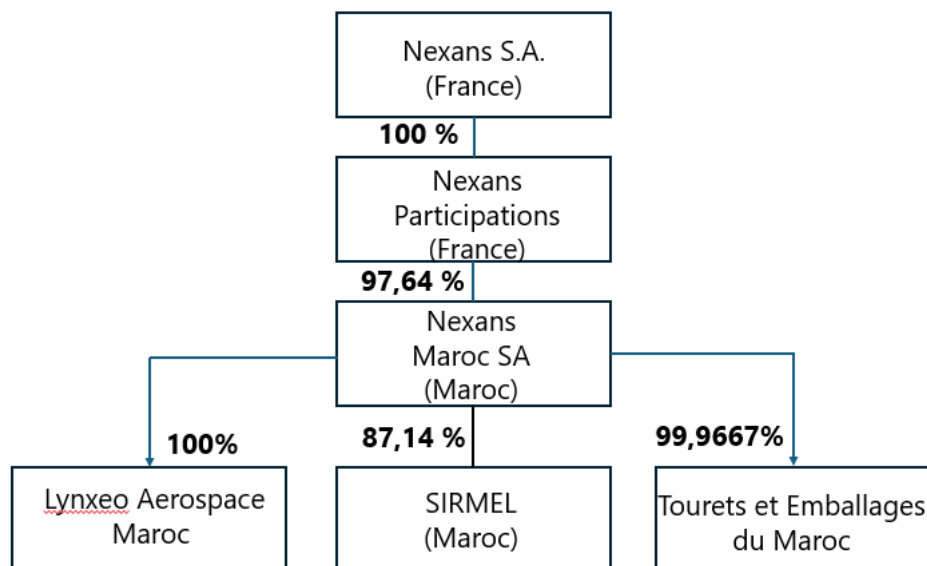 Nexans S.A.
(France)
100 %
Nexans
Participations
(France)
97,64 %
Nexans
Maroc SA
(Maroc)
100%
87,14 %
99,9667%
Lynxeo Aerospace
Maroc
SIRMEL
(Maroc)
Tourets et Emballages
du Maroc